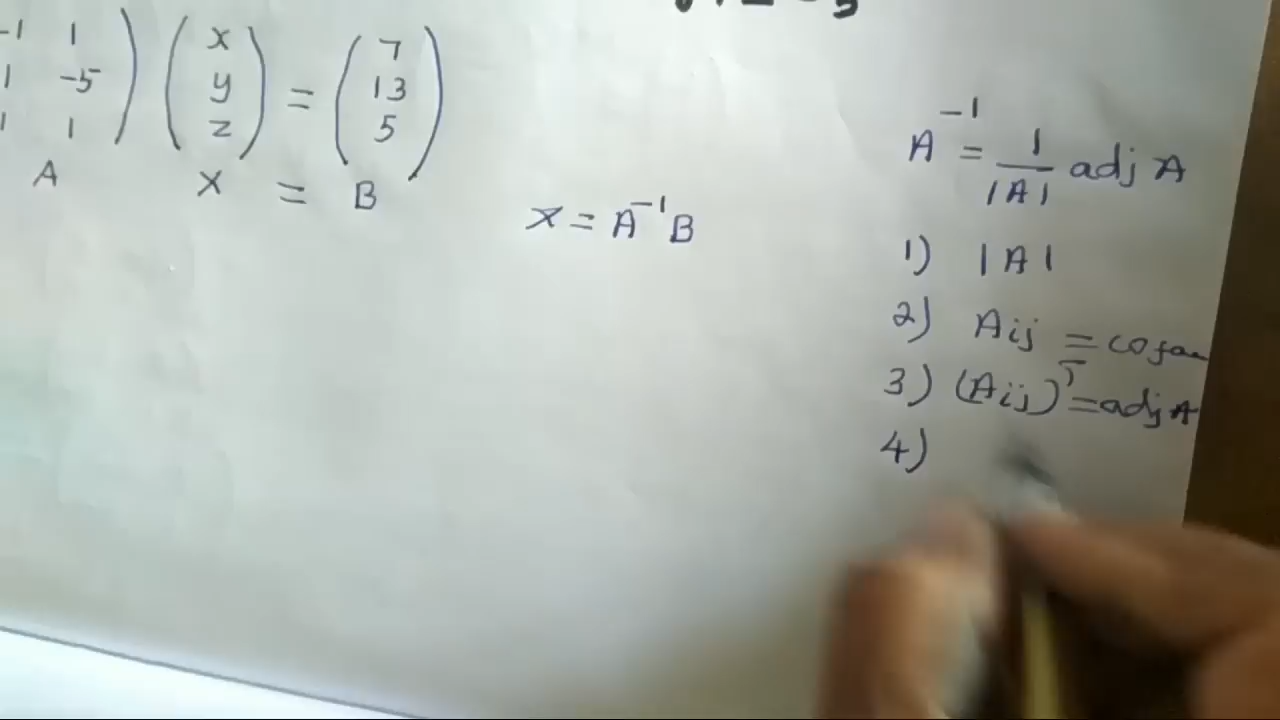 -1 1
1 -5
1 1
( x y z ) = ( 7 13 5 )
A X = B
X = A⁻¹B
A⁻¹ = 1/|A| adj A
1) |A|
2) Aij = cofac
3) (Aij)ᵀ = adj A
4)